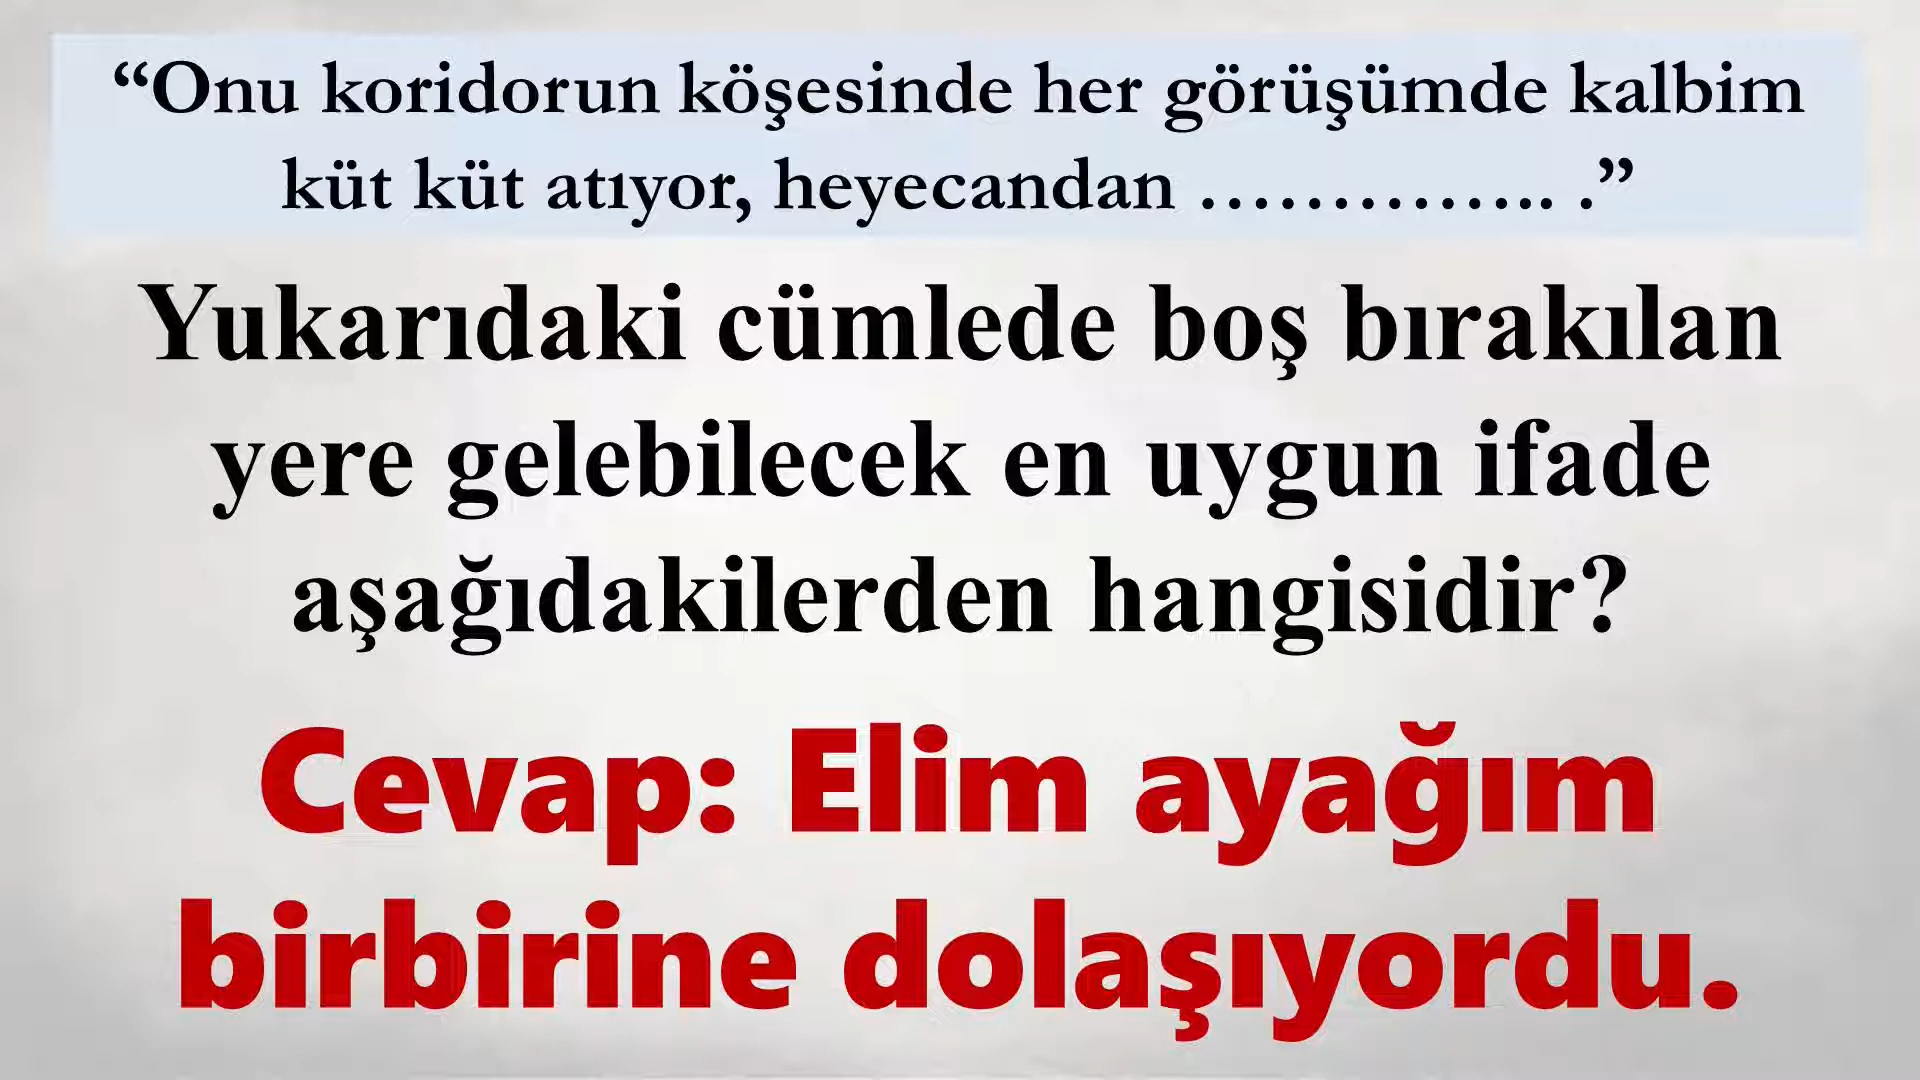 “Onu koridorun köşesinde her görüşümde kalbim
küt küt atıyor, heyecandan ………….. .”
Yukarıdaki cümlede boş bırakılan
yere gelebilecek en uygun ifade
aşağıdakilerden hangisidir?
Cevap: Elim ayağım
birbirine dolaşıyordu.